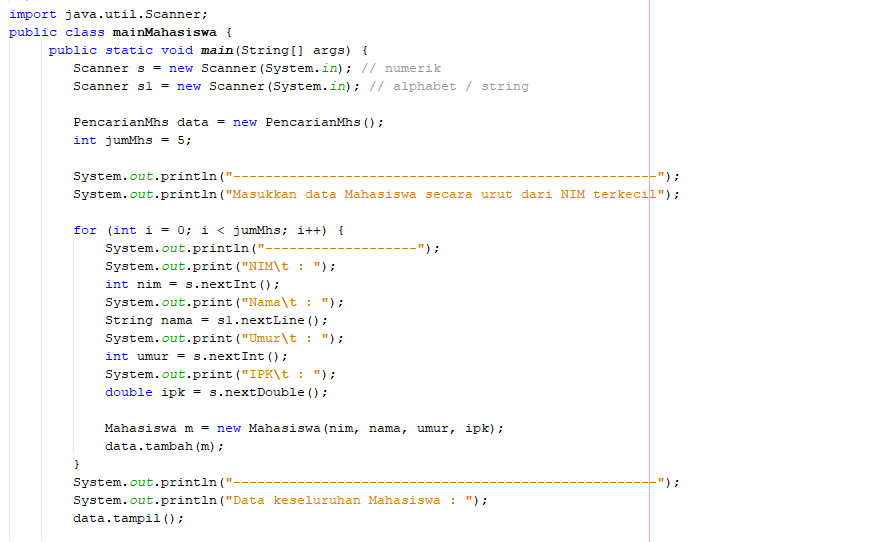 import java.util.Scanner;
public class mainMahasiswa {
public static void main(String[] args) {
Scanner s = new Scanner(System.in); // numerik
Scanner sl = new Scanner(System.in); // alphabet / string
PencarianMhs data = new PencarianMhs();
int jumMhs = 5;
System.out.println("-----------------------------------------------------");
System.out.println("Masukkan data Mahasiswa secara urut dari NIM terkecil");
for (int i = 0; i < jumMhs; i++) {
System.out.println("-------------------");
System.out.print("NIM\t : ");
int nim = s.nextInt();
System.out.print("Nama\t : ");
String nama = sl.nextLine();
System.out.print("Umur\t : ");
int umur = s.nextInt();
System.out.print("IPK\t : ");
double ipk = s.nextDouble();
Mahasiswa m = new Mahasiswa(nim, nama, umur, ipk);
data.tambah(m);
}
System.out.println("-----------------------------------------------------");
System.out.println("Data keseluruhan Mahasiswa : ");
data.tampil();